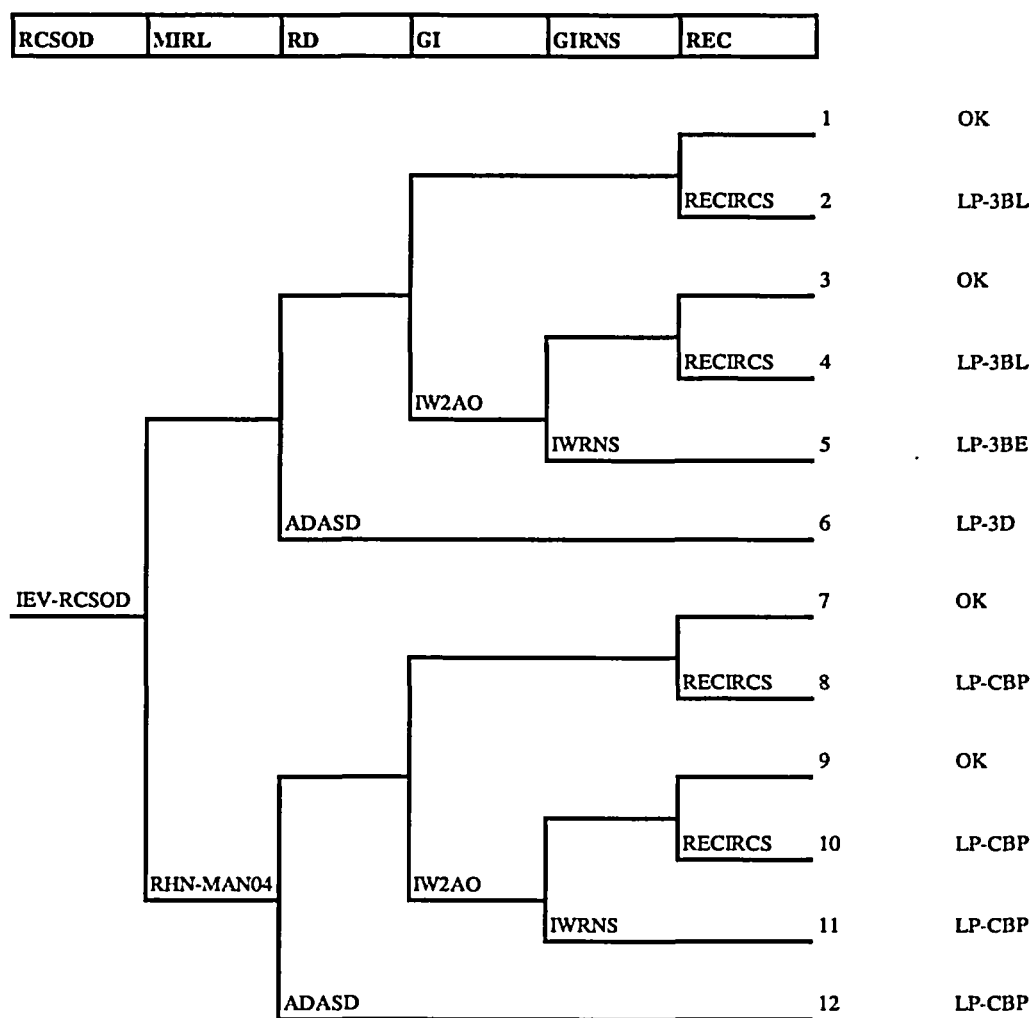 RCSOD MIRL RD GI GIRNS REC
1 OK
RECIRCS 2 LP-3BL
3 OK
RECIRCS 4 LP-3BL
IW2AO
IWRNS 5 LP-3BE
ADASD 6 LP-3D
IEV-RCSOD 7 OK
RECIRCS 8 LP-CBP
9 OK
RECIRCS 10 LP-CBP
RHN-MAN04 IW2AO
IWRNS 11 LP-CBP
ADASD 12 LP-CBP